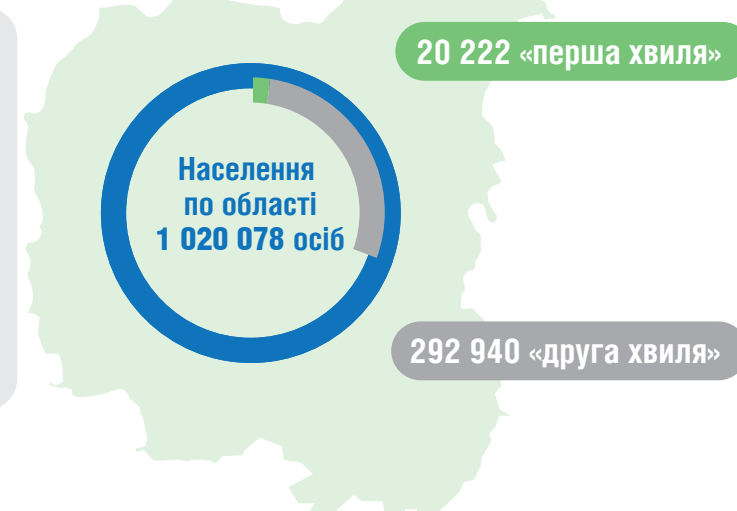 20 222 «перша хвиля»
Населення
по області
1 020 078 осіб
292 940 «друга хвиля»